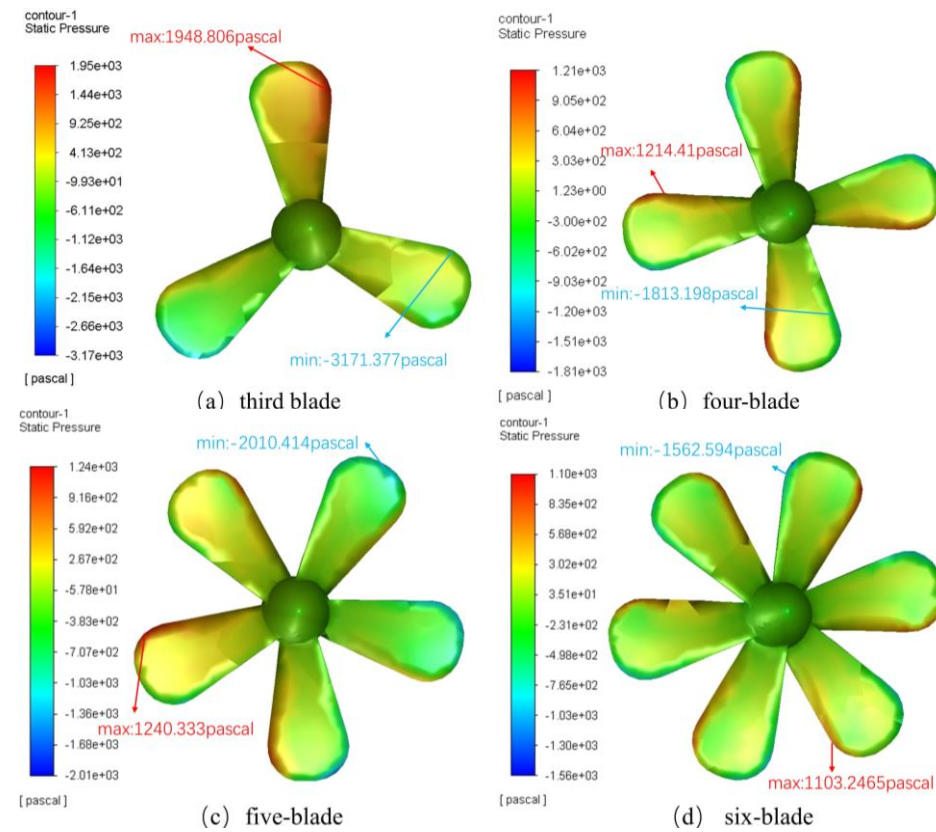 contour-1
Static Pressure
max:1948.806pascal
1.95e+03
1.44e+03
9.25e+02
4.13e+02
-9.93e+01
-6.11e+02
-1.12e+03
-1.64e+03
-2.15e+03
-2.66e+03
-3.17e+03
[ pascal ]
min:-3171.377pascal
(a) third blade
contour-1
Static Pressure
1.21e+03
9.05e+02
6.04e+02
3.03e+02
1.23e+00
-3.00e+02
-6.02e+02
-9.03e+02
-1.20e+03
-1.51e+03
-1.81e+03
[ pascal ]
max:1214.41pascal
min:-1813.198pascal
(b) four-blade
contour-1
Static Pressure
min:-2010.414pascal
1.24e+03
9.16e+02
5.92e+02
2.67e+02
-5.78e+01
-3.83e+02
-7.07e+02
-1.03e+03
-1.36e+03
-1.68e+03
-2.01e+03
[ pascal ]
max:1240.333pascal
(c) five-blade
contour-1
Static Pressure
min:-1562.594pascal
1.10e+03
8.35e+02
5.68e+02
3.02e+02
3.51e+01
-2.31e+02
-4.98e+02
-7.65e+02
-1.03e+03
-1.30e+03
-1.56e+03
[ pascal ]
max:1103.2465pascal
(d) six-blade